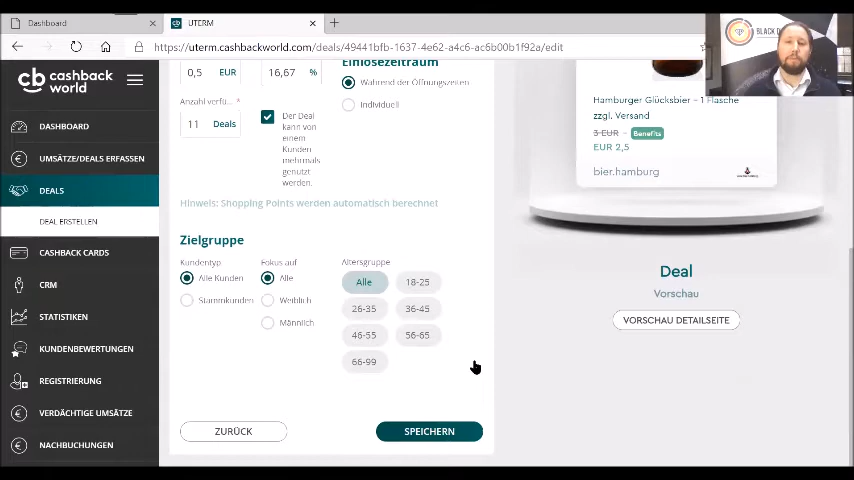 Dashboard
UTERM
https://uterm.cashbackworld.com/deals/49441bfb-1637-4e62-a4c6-ac6b00b1f92a/edit
BLACK D
cashback
world
DASHBOARD
UMSÄTZE/DEALS ERFASSEN
DEALS
DEAL ERSTELLEN
CASHBACK CARDS
CRM
STATISTIKEN
KUNDENBEWERTUNGEN
REGISTRIERUNG
VERDÄCHTIGE UMSÄTZE
NACHBUCHUNGEN
0,5 EUR
16,67 %
Einlösezeitraum
Während der Öffnungszeiten
Individuell
Anzahl verfü... *
11 Deals
Der Deal
kann von
einem
Kunden
mehrmals
genutzt
werden.
Hinweis: Shopping Points werden automatisch berechnet
Zielgruppe
Kundentyp
Alle Kunden
Stammkunden
Fokus auf
Alle
Weiblich
Männlich
Altersgruppe
Alle 18-25
26-35 36-45
46-55 56-65
66-99
ZURÜCK
SPEICHERN
Hamburger Glücksbier – 1 Flasche
zzgl. Versand
3 EUR – Benefits
EUR 2,5
bier.hamburg
Deal
Vorschau
VORSCHAU DETAILSEITE